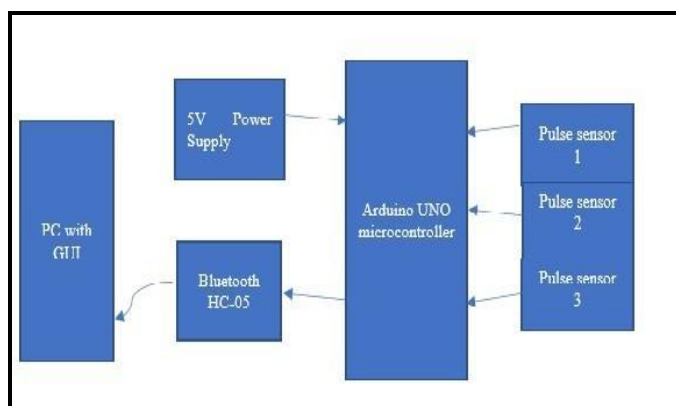 5V Power
Supply
PC with
GUI
Bluetooth
HC-05
Arduino UNO
microcontroller
Pulse sensor
1
Pulse sensor
2
Pulse sensor
3